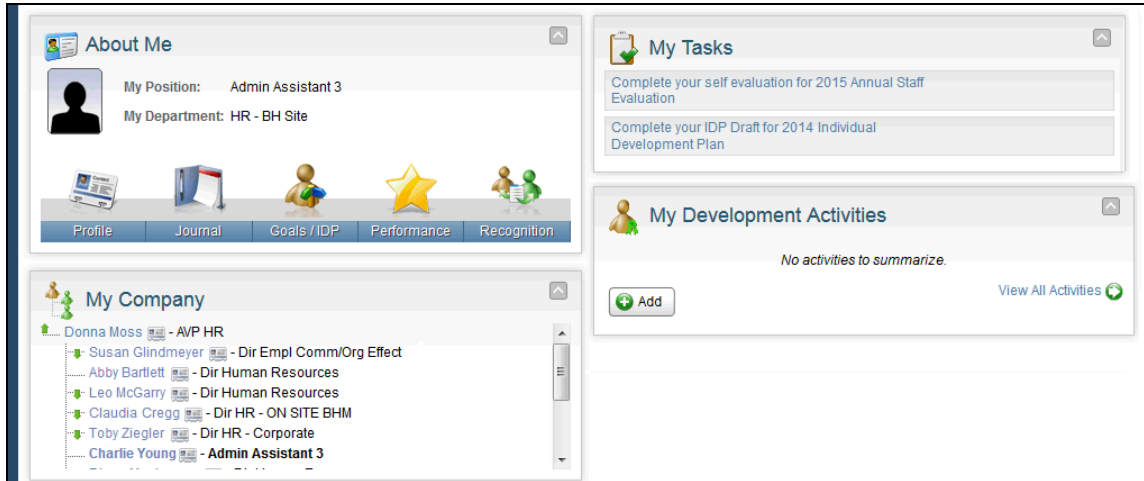 About Me
My Position: Admin Assistant 3
My Department: HR - BH Site
Profile Journal Goals / IDP Performance Recognition
My Company
Donna Moss - AVP HR
Susan Glindmeyer - Dir Empl Comm/Org Effect
Abby Bartlett - Dir Human Resources
Leo McGarry - Dir Human Resources
Claudia Cregg - Dir HR - ON SITE BHM
Toby Ziegler - Dir HR - Corporate
Charlie Young - Admin Assistant 3
My Tasks
Complete your self evaluation for 2015 Annual Staff
Evaluation
Complete your IDP Draft for 2014 Individual
Development Plan
My Development Activities
No activities to summarize.
Add
View All Activities